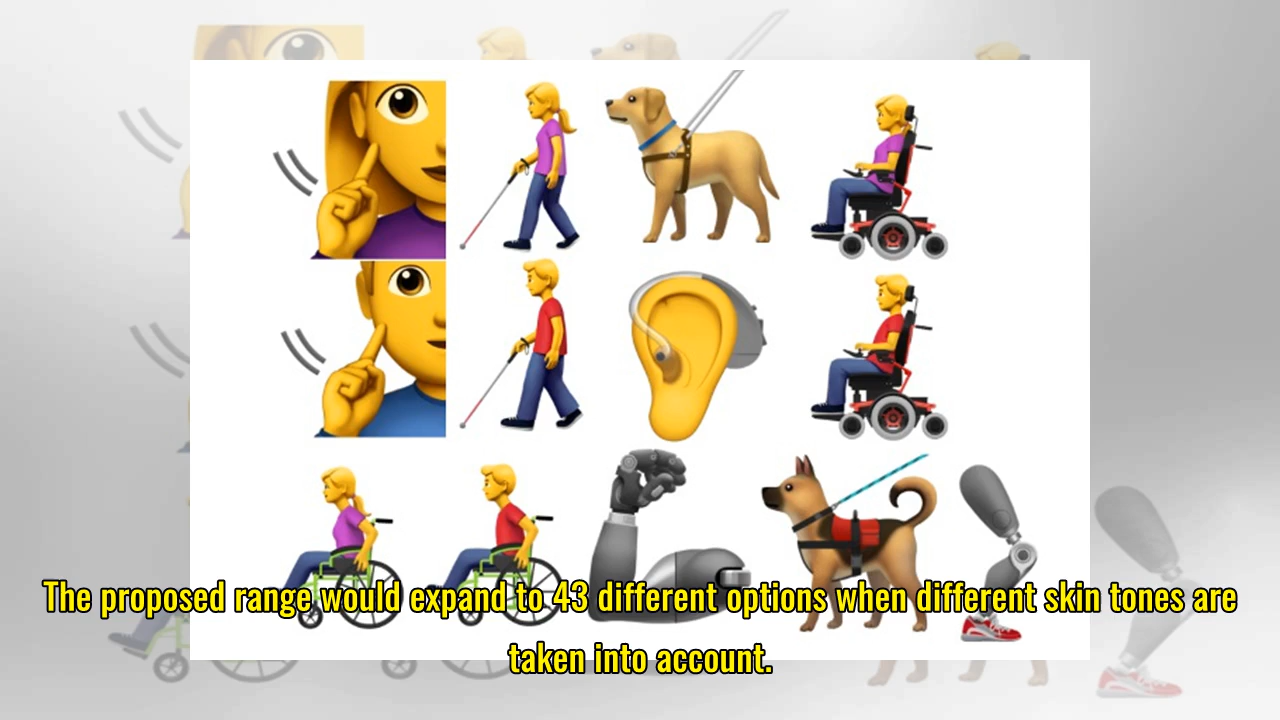 The proposed range would expand to 43 different options when different skin tones are
taken into account.